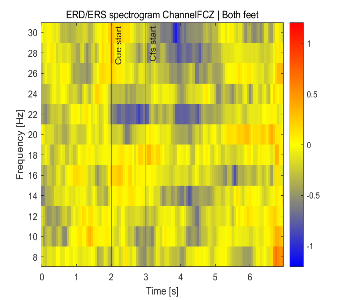 ERD/ERS spectrogram ChannelFCZ | Both feet
Cue start
Cfs start
Frequency [Hz]
30
28
26
24
22
20
18
16
14
12
10
8
0 1 2 3 4 5 6
Time [s]
1
0.5
0
-0.5
-1